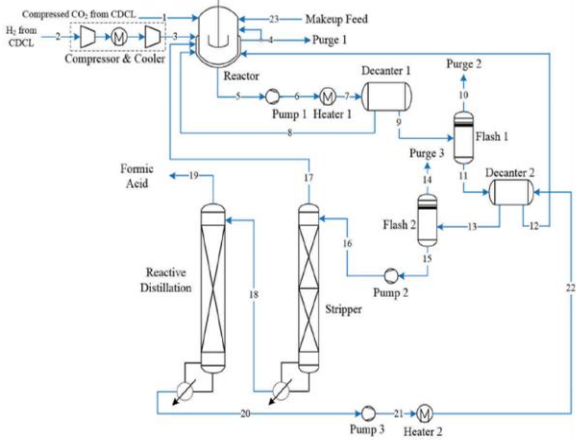 Compressed CO₂ from CDCL
1
23
Makeup Feed
H₂ from
CDCL
2
3
4
Purge 1
Compressor & Cooler
Reactor
Decanter 1
Purge 2
5
6
7
10
Pump 1
Heater 1
9
8
Flash 1
Purge 3
Formic
Acid
19
17
14
11
Decanter 2
Flash 2
13
12
16
15
Pump 2
Reactive
Distillation
18
Stripper
22
20
21
Pump 3
Heater 2